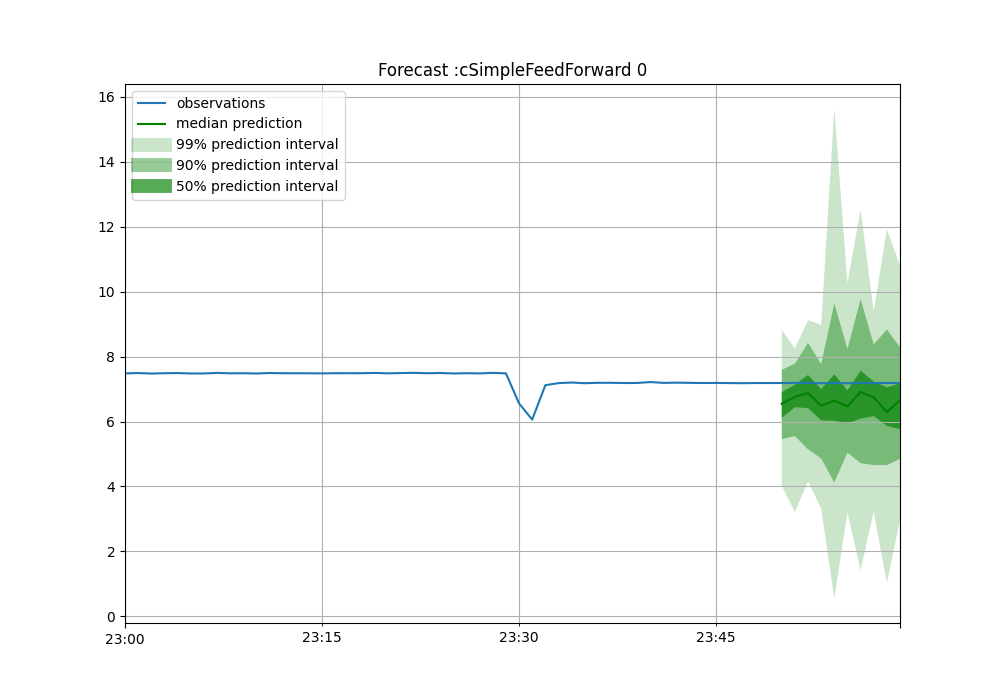 Forecast :cSimpleFeedForward 0
observations
median prediction
99% prediction interval
90% prediction interval
50% prediction interval
16
14
12
10
8
6
4
2
0
23:00
23:15
23:30
23:45